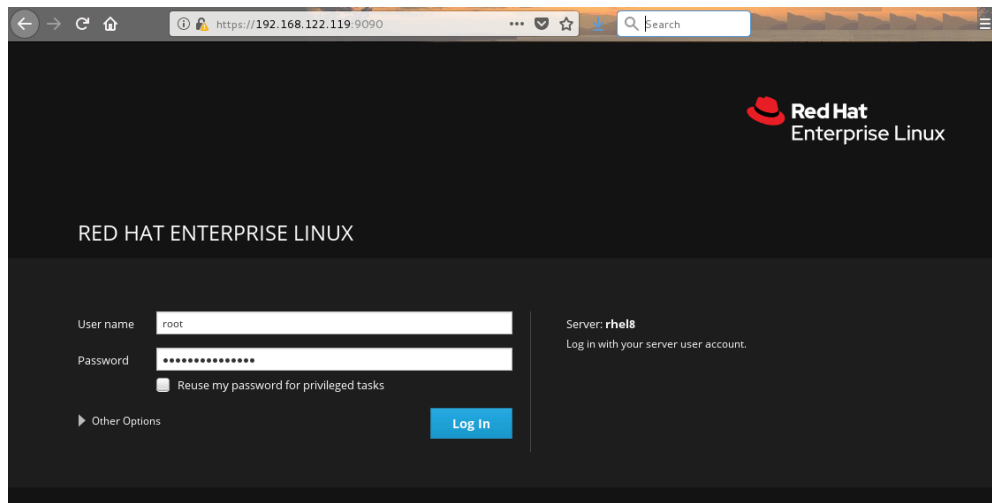 https://192.168.122.119:9090
Search
Red Hat
Enterprise Linux
RED HAT ENTERPRISE LINUX
User name
root
Server: rhel8
Log in with your server user account.
Password
•••••••••••••••
Reuse my password for privileged tasks
Other Options
Log In